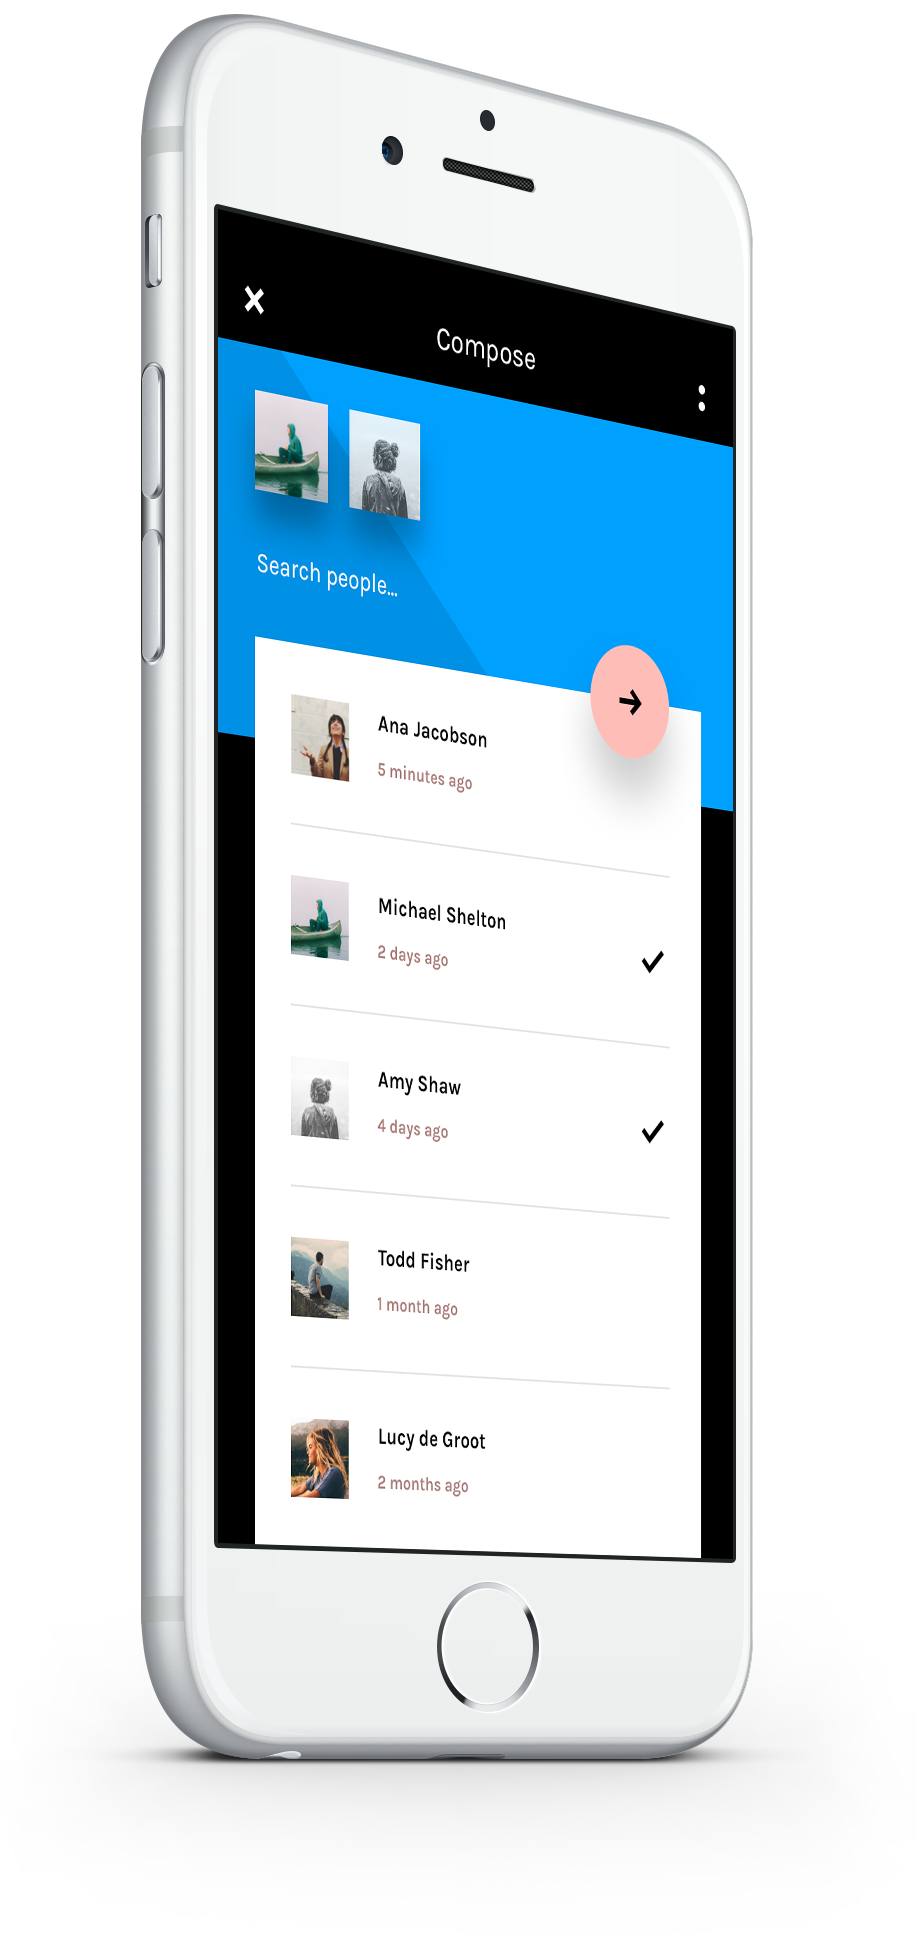 Compose
Search people...
Ana Jacobson
5 minutes ago
Michael Shelton
2 days ago
Amy Shaw
4 days ago
Todd Fisher
1 month ago
Lucy de Groot
2 months ago